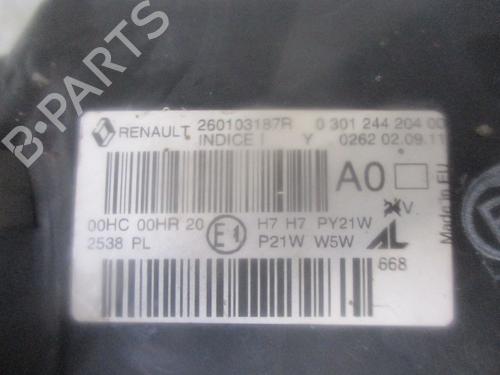 RENAULT 260103187R 0 301 244 204 00
INDICE I Y 0262 02.09.11
A0
V
Made in EU
00HC 00HR 20 E1 H7 H7 PY21W
2538 PL P21W W5W AL
668
B-PARTS